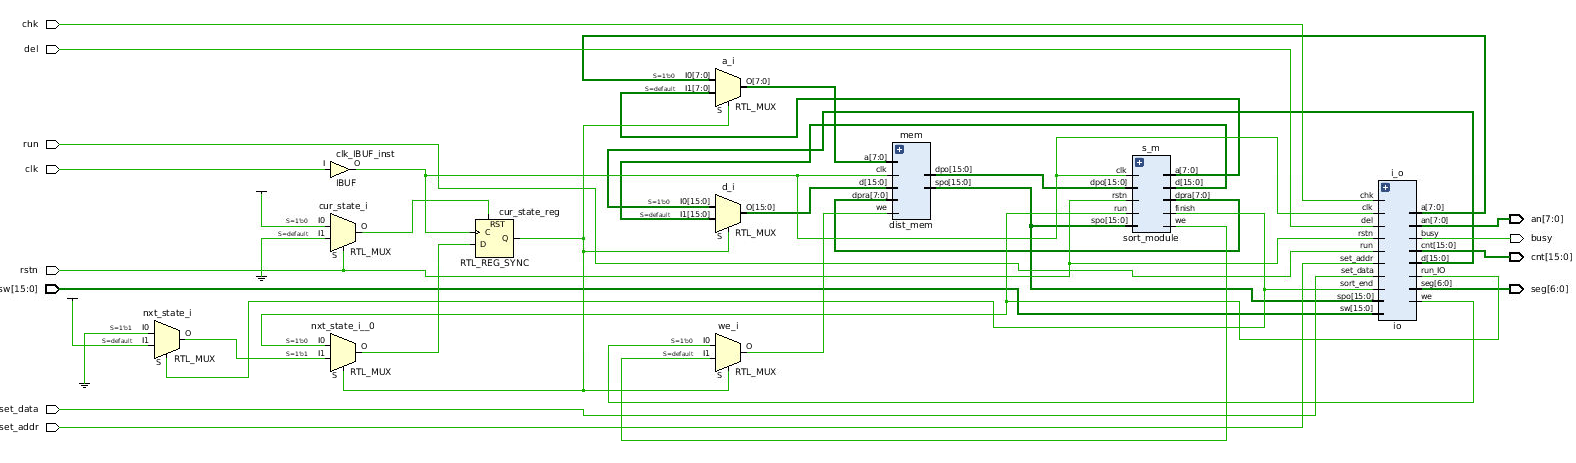 chk
del
run
clk
rstn
sw[15:0]
set_data
set_addr
clk_IBUF_inst
I
O
IBUF
cur_state_i
S=1'b0 I0
S=default I1
O
S
RTL_MUX
cur_state_reg
RST
C
D
Q
RTL_REG_SYNC
nxt_state_i
S=1'b1 I0
S=default I1
O
S
RTL_MUX
nxt_state_i__0
S=1'b0 I0
S=1'b1 I1
O
S
RTL_MUX
a_i
S=1'b0 I0[7:0]
S=default I1[7:0]
O[7:0]
S
RTL_MUX
d_i
S=1'b0 I0[15:0]
S=default I1[15:0]
O[15:0]
S
RTL_MUX
we_i
S=1'b0 I0
S=default I1
O
S
RTL_MUX
mem
a[7:0]
clk
d[15:0]
dpra[7:0]
we
dpo[15:0]
spo[15:0]
dist_mem
s_m
clk
dpo[15:0]
rstn
run
spo[15:0]
a[7:0]
d[15:0]
dpra[7:0]
finish
we
sort_module
i_o
chk
clk
del
rstn
run
set_addr
set_data
sort_end
spo[15:0]
sw[15:0]
a[7:0]
an[7:0]
busy
cnt[15:0]
d[15:0]
run_IO
seg[6:0]
we
io
an[7:0]
busy
cnt[15:0]
seg[6:0]